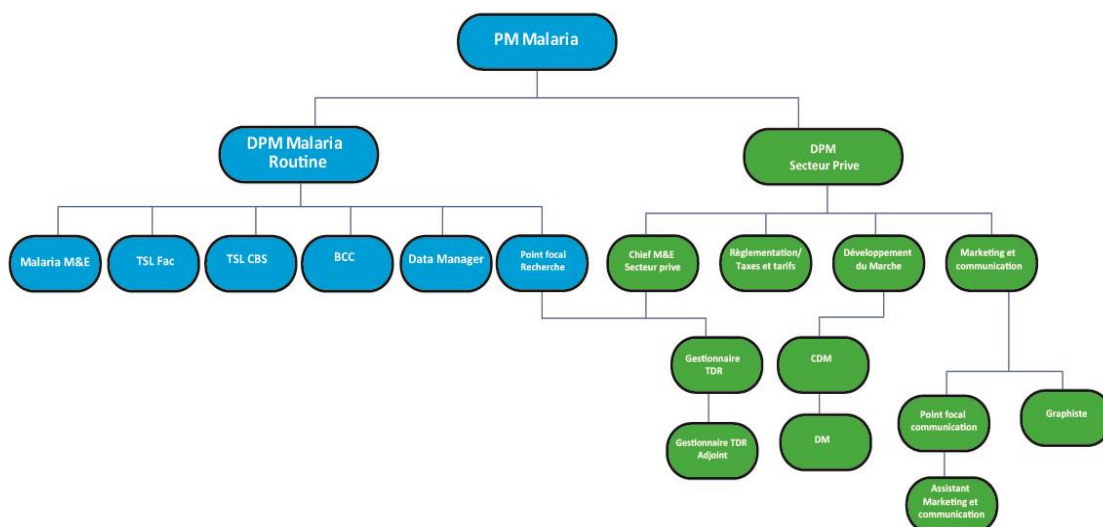 PM Malaria
DPM Malaria
Routine
DPM
Secteur Prive
Malaria M&E
TSL Fac
TSL CBS
BCC
Data Manager
Point focal
Recherche
Chief M&E
Secteur prive
Règlementation/
Taxes et tarifs
Développement
du Marche
Marketing et
communication
Gestionnaire
TDR
CDM
Point focal
communication
Graphiste
Gestionnaire TDR
Adjoint
DM
Assistant
Marketing et
communication